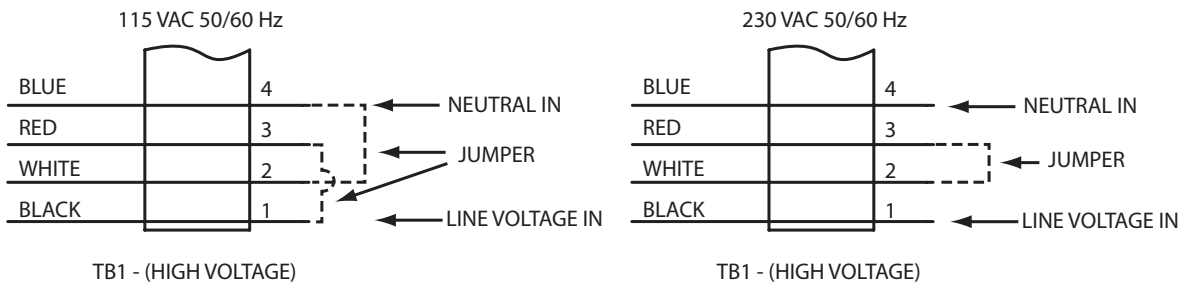 115 VAC 50/60 Hz
BLUE
4
NEUTRAL IN
RED
3
JUMPER
WHITE
2
BLACK
1
LINE VOLTAGE IN
TB1 - (HIGH VOLTAGE)
230 VAC 50/60 Hz
BLUE
4
NEUTRAL IN
RED
3
JUMPER
WHITE
2
BLACK
1
LINE VOLTAGE IN
TB1 - (HIGH VOLTAGE)